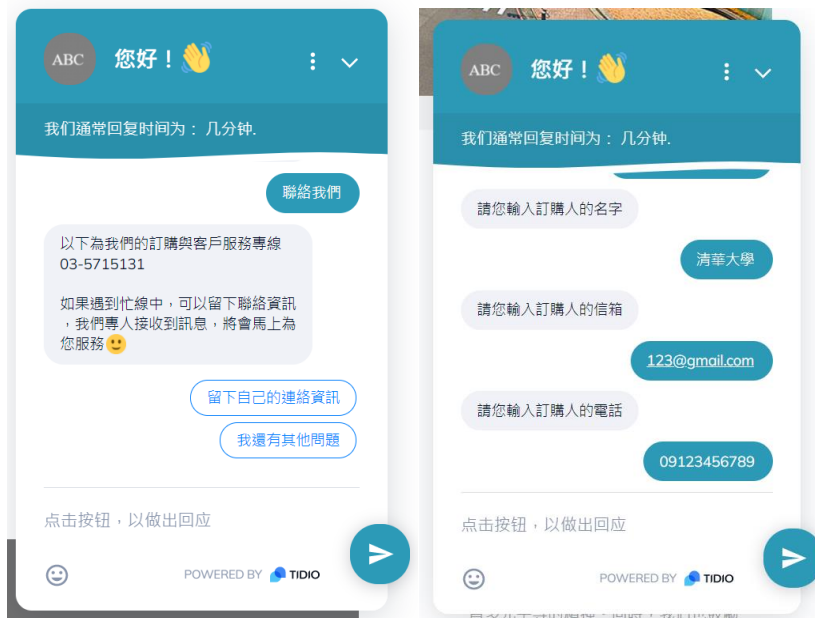 ABC 您好！👋
我们通常回复时间为： 几分钟.
聯絡我們
以下為我們的訂購與客戶服務專線
03-5715131
如果遇到忙線中，可以留下聯絡資訊
，我們專人接收到訊息，將會馬上為
您服務🙂
留下自己的連絡資訊
我還有其他問題
点击按钮，以做出回应
POWERED BY TIDIO
ABC 您好！👋
我们通常回复时间为： 几分钟.
請您輸入訂購人的名字
清華大學
請您輸入訂購人的信箱
123@gmail.com
請您輸入訂購人的電話
09123456789
点击按钮，以做出回应
POWERED BY TIDIO